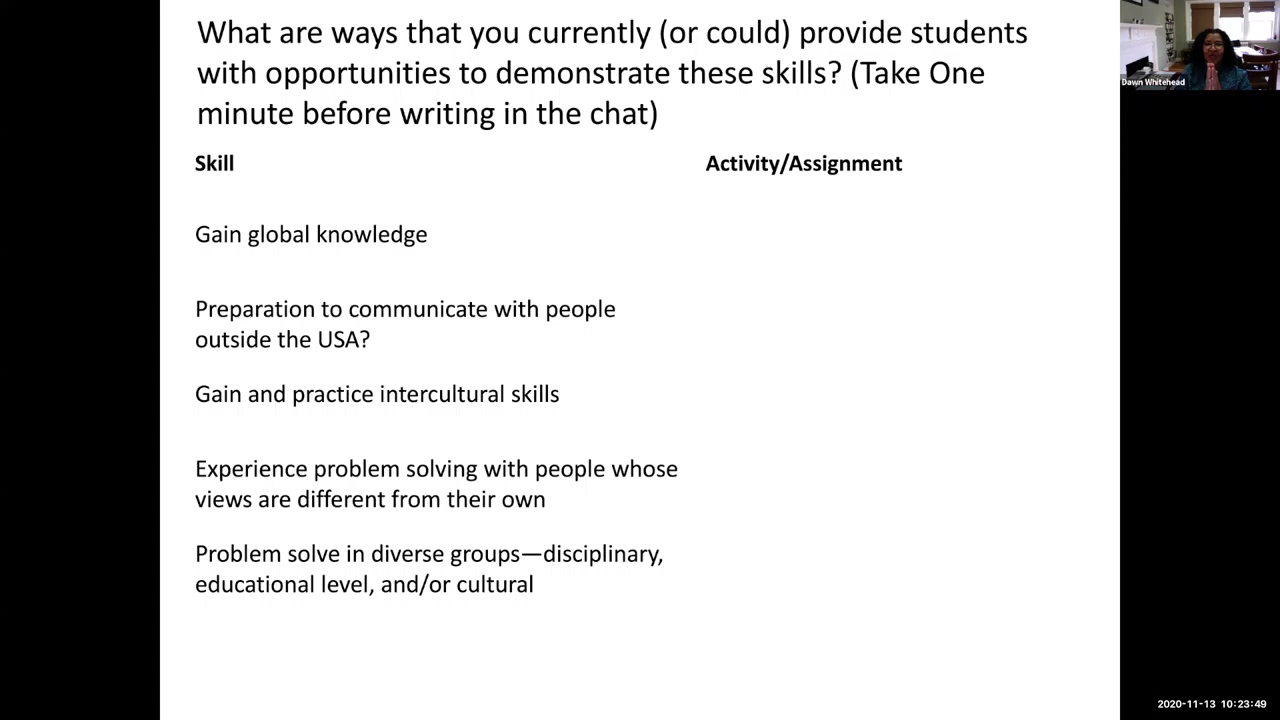 What are ways that you currently (or could) provide students
with opportunities to demonstrate these skills? (Take One
minute before writing in the chat)
Dawn Whitehead
Skill
Activity/Assignment
Gain global knowledge
Preparation to communicate with people
outside the USA?
Gain and practice intercultural skills
Experience problem solving with people whose
views are different from their own
Problem solve in diverse groups—disciplinary,
educational level, and/or cultural
2020-11-13 10:23:49